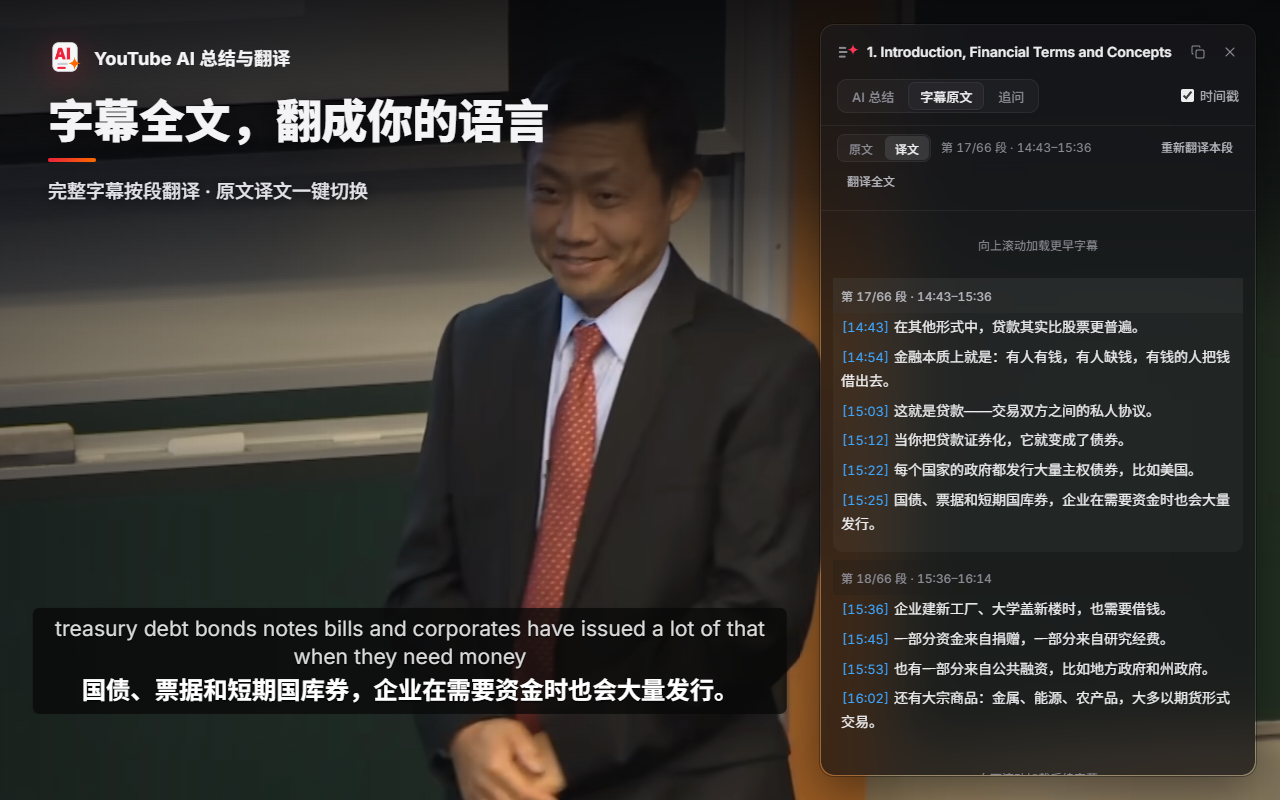 AI
YouTube AI 总结与翻译
字幕全文，翻成你的语言
完整字幕按段翻译 · 原文译文一键切换
1. Introduction, Financial Terms and Concepts
AI 总结 字幕原文 追问 时间戳
原文 译文 第 17/66 段 · 14:43–15:36 重新翻译本段
翻译全文
向上滚动加载更早字幕
第 17/66 段 · 14:43–15:36
[14:43] 在其他形式中，贷款其实比股票更普遍。
[14:54] 金融本质上就是：有人有钱，有人缺钱，有钱的人把钱
借出去。
[15:03] 这就是贷款——交易双方之间的私人协议。
[15:12] 当你把贷款证券化，它就变成了债券。
[15:22] 每个国家的政府都发行大量主权债券，比如美国。
[15:25] 国债、票据和短期国库券，企业在需要资金时也会大量
发行。
第 18/66 段 · 15:36–16:14
[15:36] 企业建新工厂、大学盖新楼时，也需要借钱。
[15:45] 一部分资金来自捐赠，一部分来自研究经费。
[15:53] 也有一部分来自公共融资，比如地方政府和州政府。
[16:02] 还有大宗商品：金属、能源、农产品，大多以期货形式
交易。
treasury debt bonds notes bills and corporates have issued a lot of that
when they need money
国债、票据和短期国库券，企业在需要资金时也会大量发行。